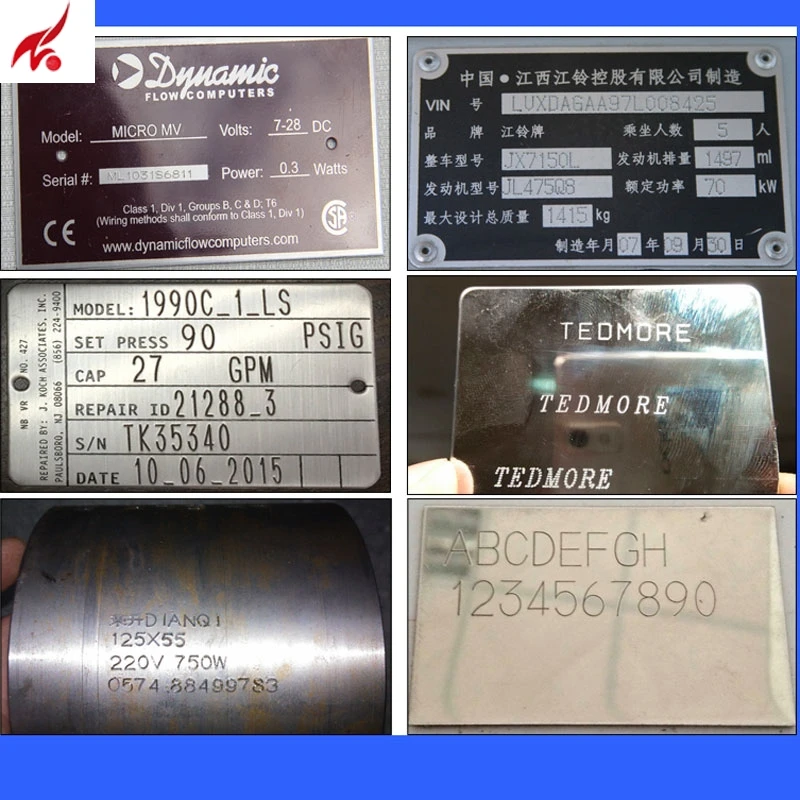 Dynamic
FLOW COMPUTERS
Model: MICRO MV Volts: 7-28 DC
Serial #: ML1031S6811 Power: 0.3 Watts
Class 1, Div 1, Groups B, C & D; T6
(Wiring methods shall conform to Class 1, Div 1)
CE
SA
www.dynamicflowcomputers.com
中国·江西江铃控股有限公司制造
VIN 号 LVXDAGAA97L008425
品 牌 江铃牌 乘坐人数 5 人
整车型号 JX7150L 发动机排量 1497 ml
发动机型号 JL475Q8 额定功率 70 kW
最大设计总质量 1415 kg
制造年月 07 年 09 月 30 日
NB VR NO. 427
REPAIRED BY: J. KOCH ASSOCIATES, INC.
PAULSBORO, NJ 08066 (856) 224-9400
MODEL: 1990C_1_LS
SET PRESS 90 PSIG
CAP 27 GPM
REPAIR ID 21288_3
S/N TK35340
DATE 10_06_2015
TEDMORE
TEDMORE
TEDMORE
DIANQI
125X55
220V 750W
0574-88499783
ABCDEFGH
1234567890